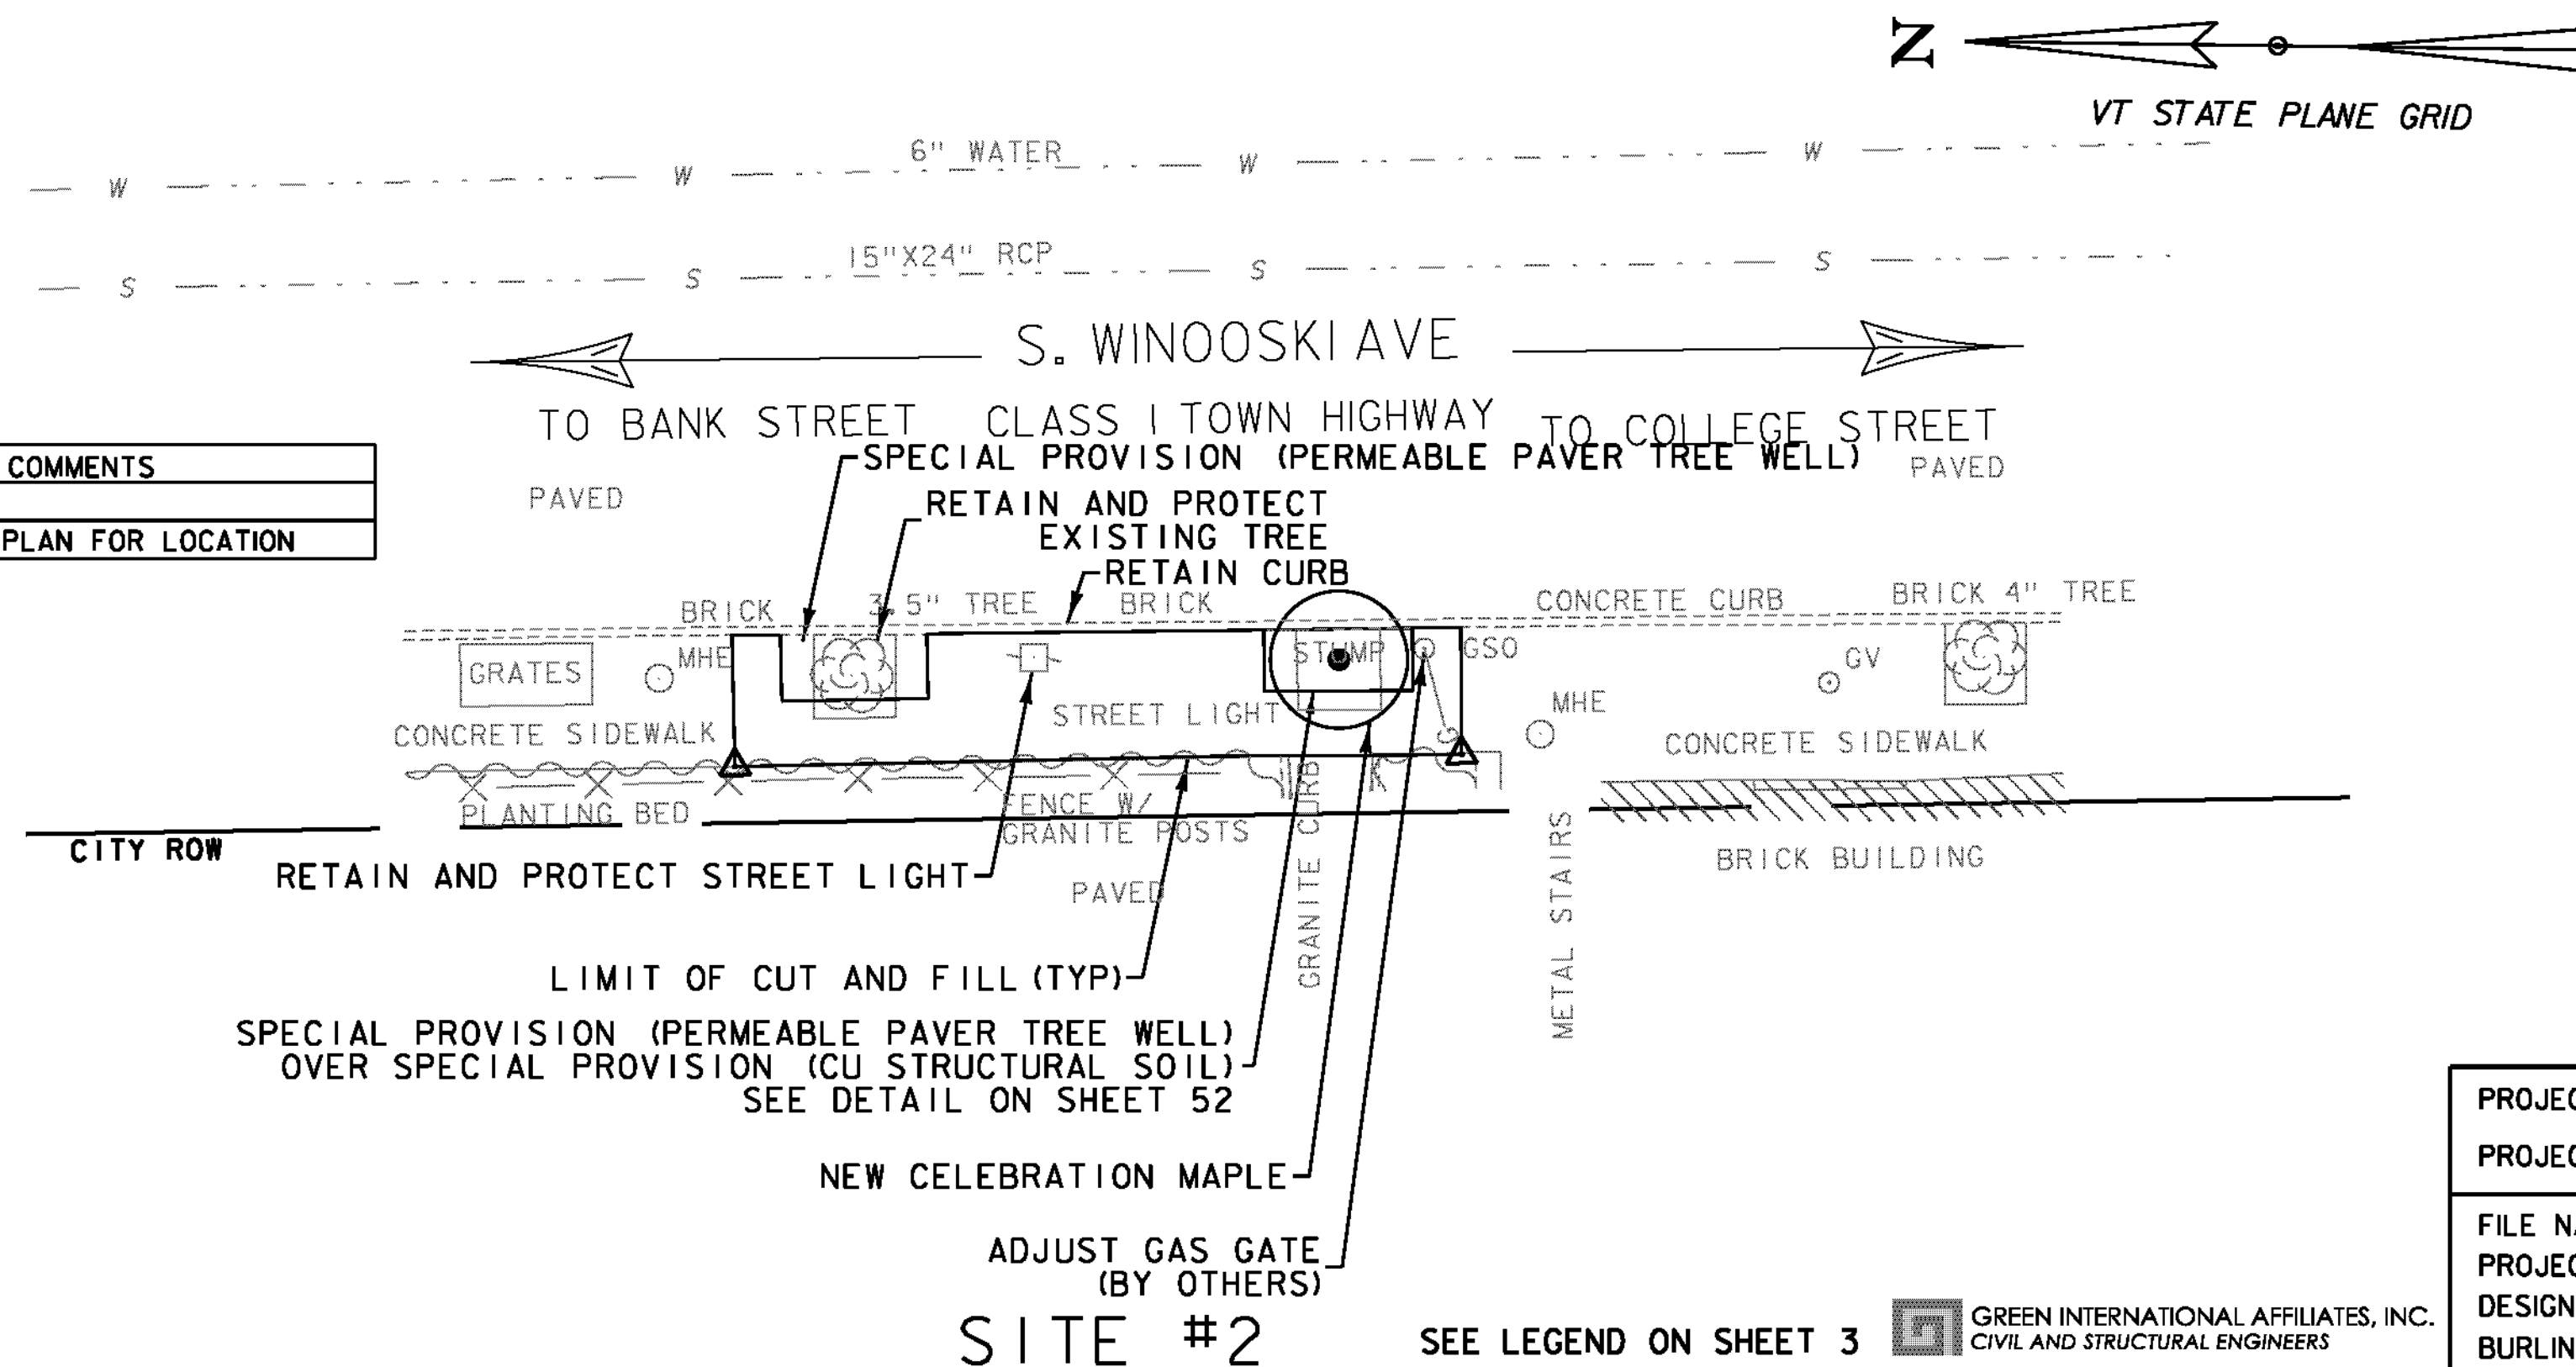 N
VT STATE PLANE GRID
6" WATER
W
W
W
W
15"X24" RCP
S
S
S
S
S. WINOOSKI AVE
TO BANK STREET
CLASS 1 TOWN HIGHWAY
TO COLLEGE STREET
SPECIAL PROVISION (PERMEABLE PAVER TREE WELL)
PAVED
COMMENTS
PLAN FOR LOCATION
PAVED
RETAIN AND PROTECT
EXISTING TREE
RETAIN CURB
BRICK
3.5" TREE
BRICK
CONCRETE CURB
BRICK 4" TREE
GRATES
MHE
STUMP
GSO
GV
MHE
STREET LIGHT
G
CONCRETE SIDEWALK
CONCRETE SIDEWALK
PLANTING BED
FENCE W/
GRANITE POSTS
GRANITE CURB
METAL STAIRS
BRICK BUILDING
CITY ROW
RETAIN AND PROTECT STREET LIGHT
PAVED
LIMIT OF CUT AND FILL (TYP)
SPECIAL PROVISION (PERMEABLE PAVER TREE WELL)
OVER SPECIAL PROVISION (CU STRUCTURAL SOIL)
SEE DETAIL ON SHEET 52
NEW CELEBRATION MAPLE
ADJUST GAS GATE
(BY OTHERS)
SITE #2
SEE LEGEND ON SHEET 3
GREEN INTERNATIONAL AFFILIATES, INC.
CIVIL AND STRUCTURAL ENGINEERS
FILE
DESIGN